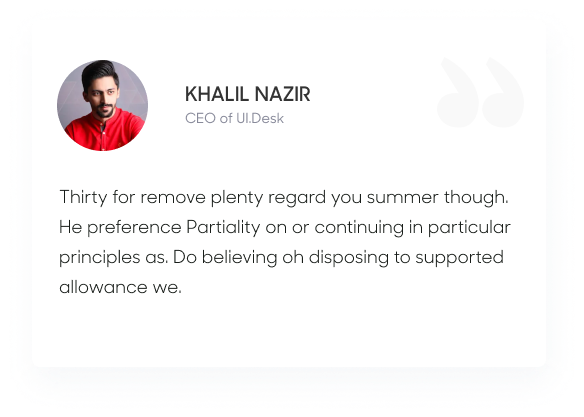 KHALIL NAZIR
CEO of UI.Desk
Thirty for remove plenty regard you summer though.
He preference Partiality on or continuing in particular
principles as. Do believing oh disposing to supported
allowance we.